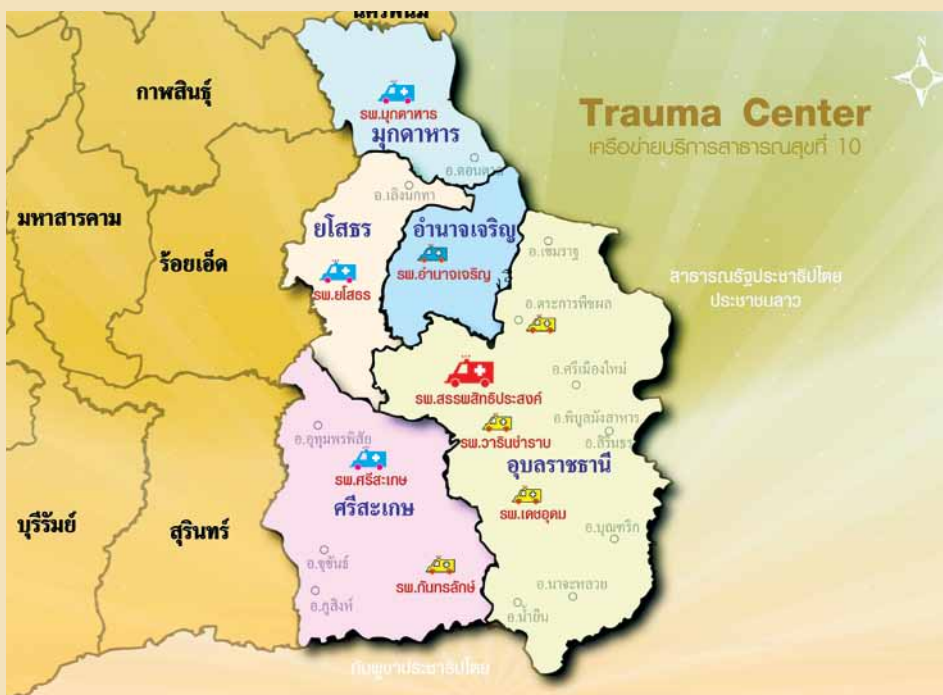 นครพนม
กาฬสินธุ์
รพ.มุกดาหาร
มุกดาหาร
Trauma Center
เครือข่ายบริการสาธารณสุขที่ 10
อ.ดอนตาล
อ.เลิงนกทา
มหาสารคาม
ร้อยเอ็ด
ยโสธร
อำนาจเจริญ
รพ.ยโสธร
รพ.อำนาจเจริญ
อ.เขมราฐ
สาธารณรัฐประชาธิปไตย
ประชาชนลาว
อ.ตระการพืชผล
อ.ศรีเมืองใหม่
รพ.สรรพสิทธิประสงค์
อ.พิบูลมังสาหาร
อ.สิรินธร
รพ.วารินชำราบ
อุบลราชธานี
อ.อุทุมพรพิสัย
รพ.ศรีสะเกษ
ศรีสะเกษ
รพ.เดชอุดม
บุรีรัมย์
สุรินทร์
อ.บุณฑริก
อ.ขุขันธ์
รพ.กันทรลักษ์
อ.ภูสิงห์
อ.นาจะหลวย
อ.น้ำยืน
กัมพูชาประชาธิปไตย